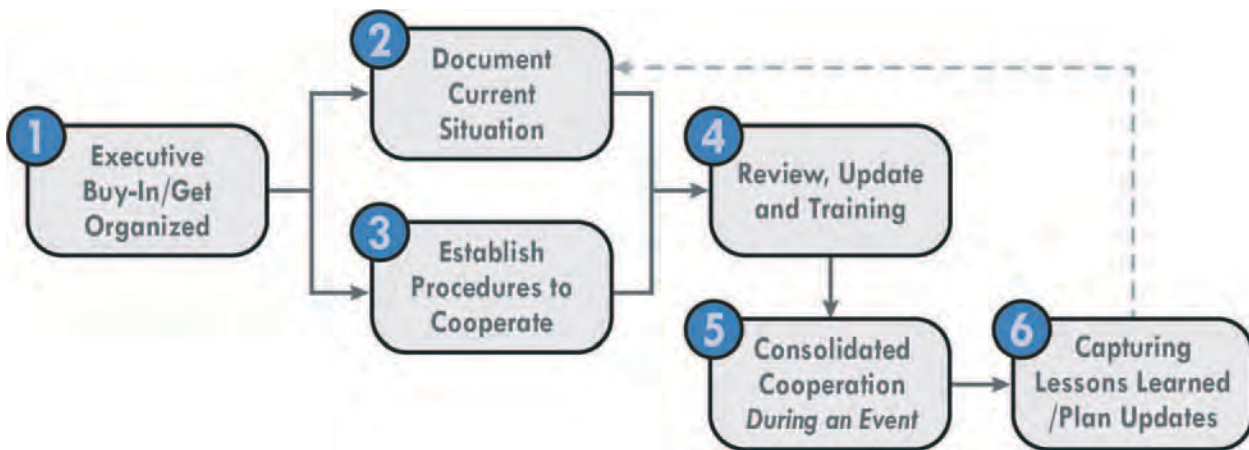 1
Executive
Buy-In/Get
Organized
2
Document
Current
Situation
3
Establish
Procedures to
Cooperate
4
Review, Update
and Training
5
Consolidated
Cooperation
During an Event
6
Capturing
Lessons Learned
/Plan Updates